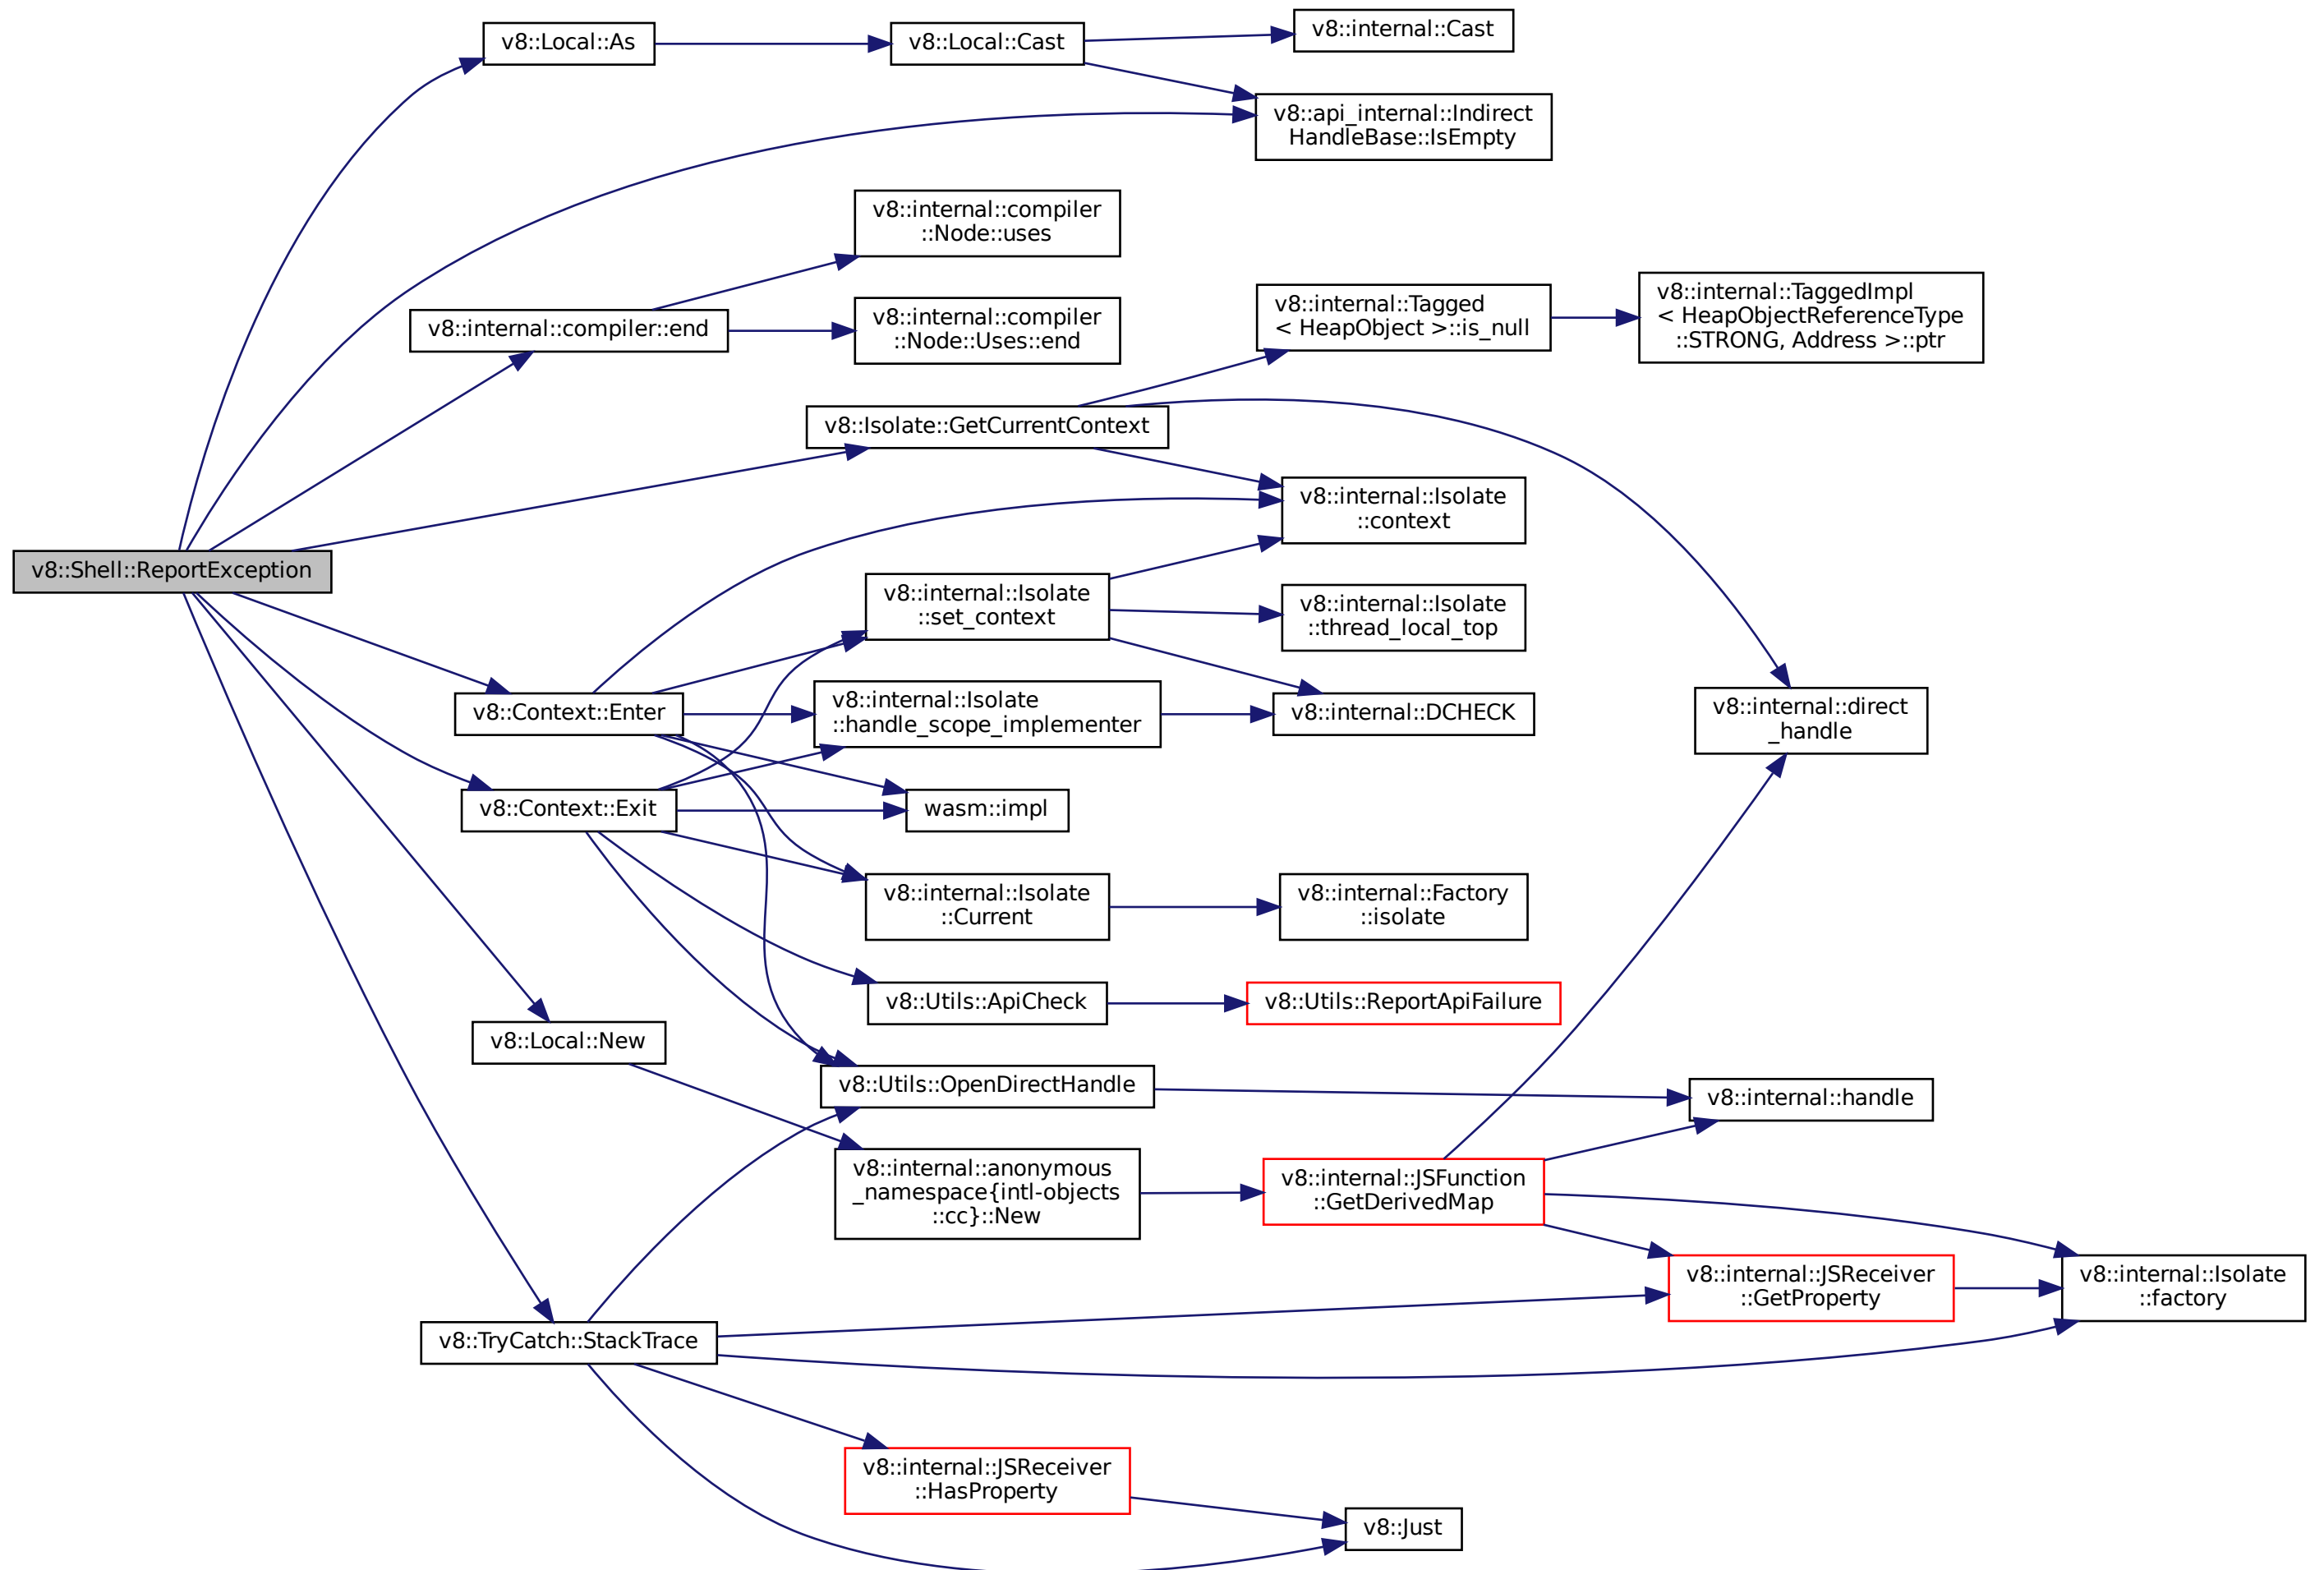 v8::Shell::ReportException
v8::Local::As
v8::Local::Cast
v8::internal::Cast
v8::api_internal::Indirect
HandleBase::IsEmpty
v8::internal::compiler::end
v8::internal::compiler
::Node::uses
v8::internal::compiler
::Node::Uses::end
v8::Isolate::GetCurrentContext
v8::internal::Tagged
< HeapObject >::is_null
v8::internal::TaggedImpl
< HeapObjectReferenceType
::STRONG, Address >::ptr
v8::internal::Isolate
::context
v8::internal::direct
_handle
v8::Context::Enter
v8::internal::Isolate
::set_context
v8::internal::Isolate
::thread_local_top
v8::internal::DCHECK
v8::internal::Isolate
::handle_scope_implementer
wasm::impl
v8::Context::Exit
v8::internal::Isolate
::Current
v8::internal::Factory
::isolate
v8::Utils::ApiCheck
v8::Utils::ReportApiFailure
v8::Utils::OpenDirectHandle
v8::internal::handle
v8::Local::New
v8::internal::anonymous
_namespace{intl-objects
::cc}::New
v8::internal::JSFunction
::GetDerivedMap
v8::internal::JSReceiver
::GetProperty
v8::internal::Isolate
::factory
v8::TryCatch::StackTrace
v8::internal::JSReceiver
::HasProperty
v8::Just